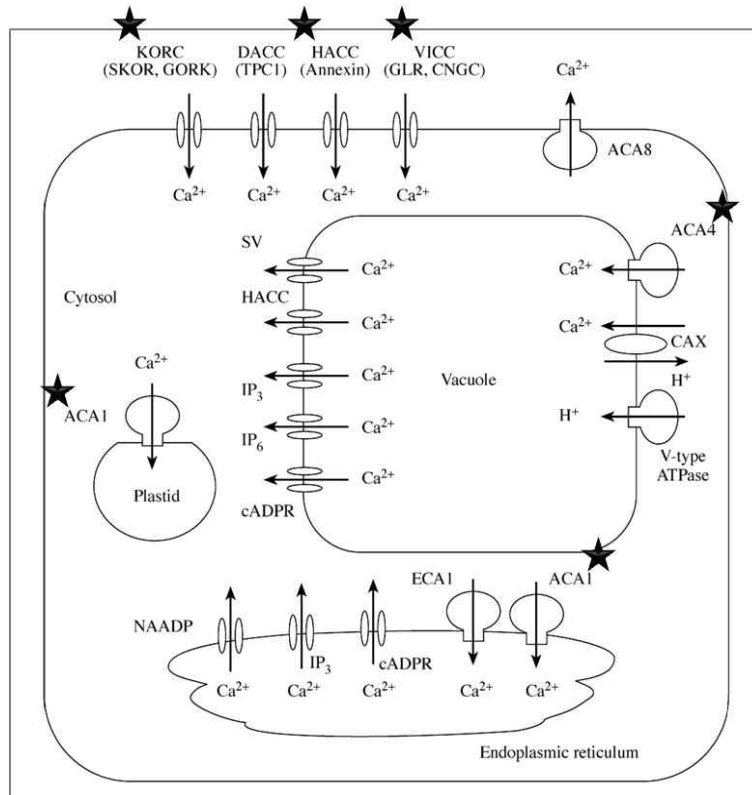 KORC
(SKOR, GORK)
DACC
(TPC1)
HACC
(Annexin)
VICC
(GLR, CNGC)
Ca²⁺
ACA8
Ca²⁺
Ca²⁺
Ca²⁺
Ca²⁺
SV
Ca²⁺
Ca²⁺
ACA4
Cytosol
HACC
Ca²⁺
Ca²⁺
CAX
H⁺
Ca²⁺
ACA1
IP₃
Ca²⁺
Vacuole
IP₆
Ca²⁺
H⁺
V-type
ATPase
Plastid
Ca²⁺
cADPR
ECA1
ACA1
NAADP
IP₃
cADPR
Ca²⁺
Ca²⁺
Ca²⁺
Ca²⁺
Ca²⁺
Endoplasmic reticulum